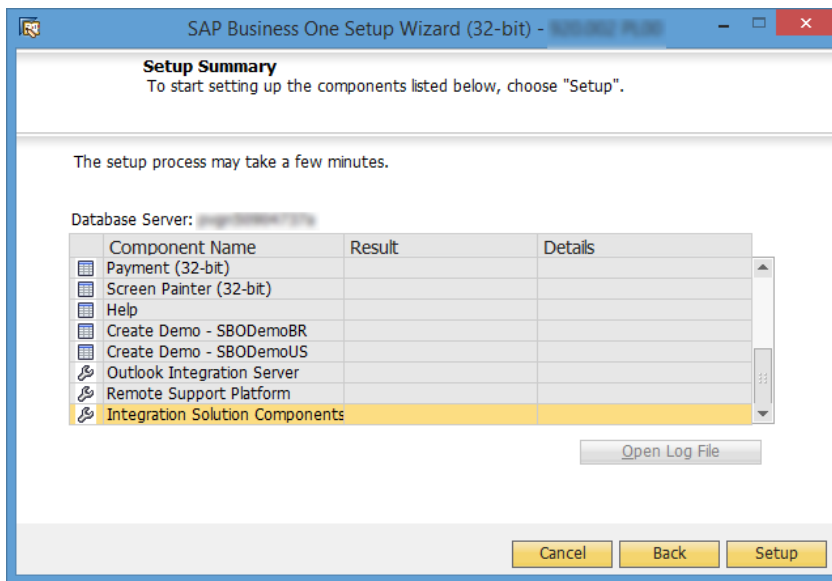 SAP Business One Setup Wizard (32-bit) -
Setup Summary
To start setting up the components listed below, choose "Setup".
The setup process may take a few minutes.
Database Server:
Component Name Result Details
Payment (32-bit)
Screen Painter (32-bit)
Help
Create Demo - SBODemoBR
Create Demo - SBODemoUS
Outlook Integration Server
Remote Support Platform
Integration Solution Components
Open Log File
Cancel Back Setup